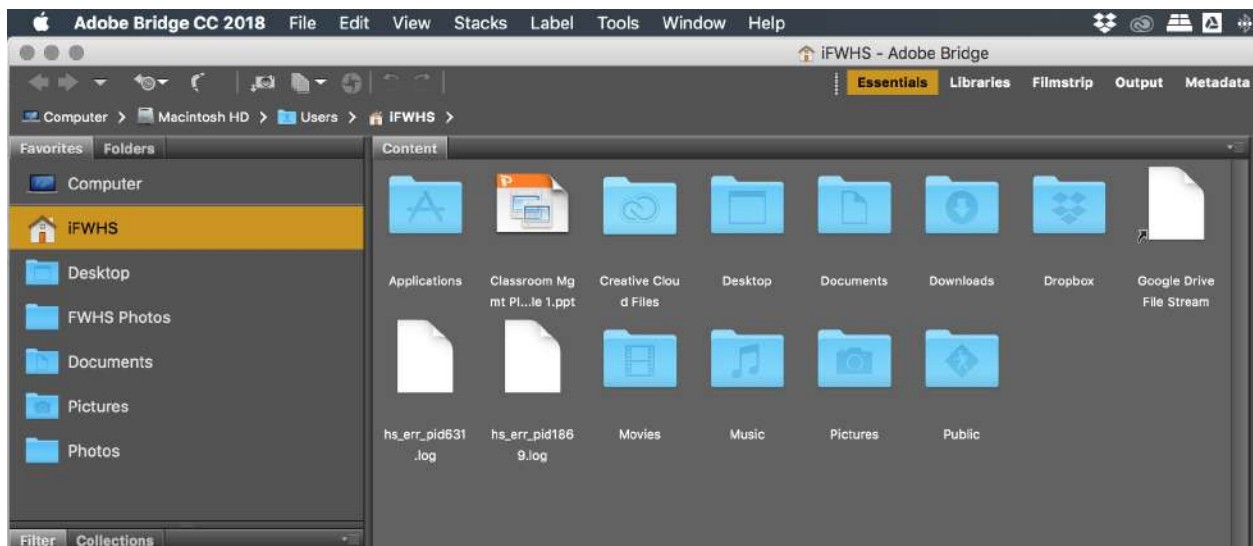 Adobe Bridge CC 2018 File Edit View Stacks Label Tools Window Help
iFWHS - Adobe Bridge
Essentials Libraries Filmstrip Output Metadata
Computer > Macintosh HD > Users > iFWHS >
Favorites Folders
Content
Computer
iFWHS
Desktop
FWHS Photos
Documents
Pictures
Photos
Applications
Classroom Mg
mt Pl...le 1.ppt
Creative Clou
d Files
Desktop
Documents
Downloads
Dropbox
Google Drive
File Stream
hs_err_pid631
.log
hs_err_pid186
9.log
Movies
Music
Pictures
Public
Filter Collections